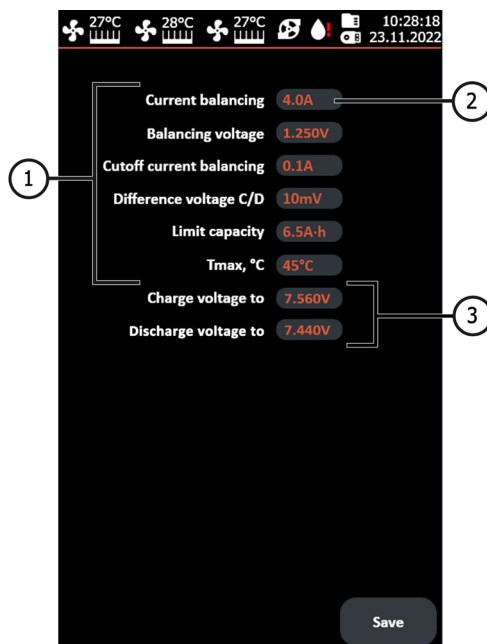 27°C 28°C 27°C ! 10:28:18
23.11.2022
Current balancing 4.0A
2
Balancing voltage 1.250V
1
Cutoff current balancing 0.1A
Difference voltage C/D 10mV
Limit capacity 6.5A·h
Tmax, °C 45°C
Charge voltage to 7.560V
3
Discharge voltage to 7.440V
Save